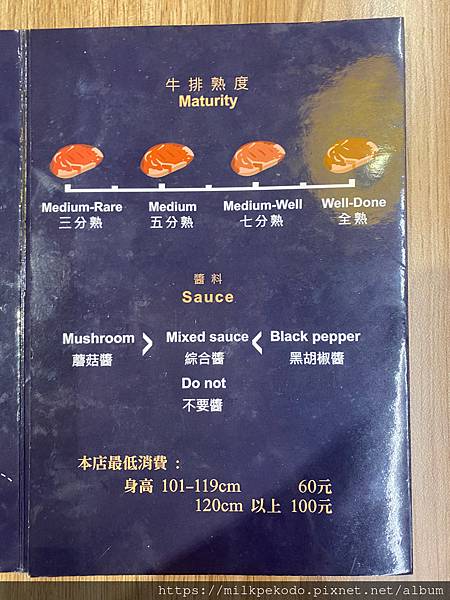 牛排熟度
Maturity
Medium-Rare Medium Medium-Well Well-Done
三分熟 五分熟 七分熟 全熟
醬料
Sauce
Mushroom > Mixed sauce < Black pepper
蘑菇醬 綜合醬 黑胡椒醬
Do not
不要醬
本店最低消費：
身高 101-119cm 60元
120cm 以上 100元
https://milkpekodo.pixnet.net/album